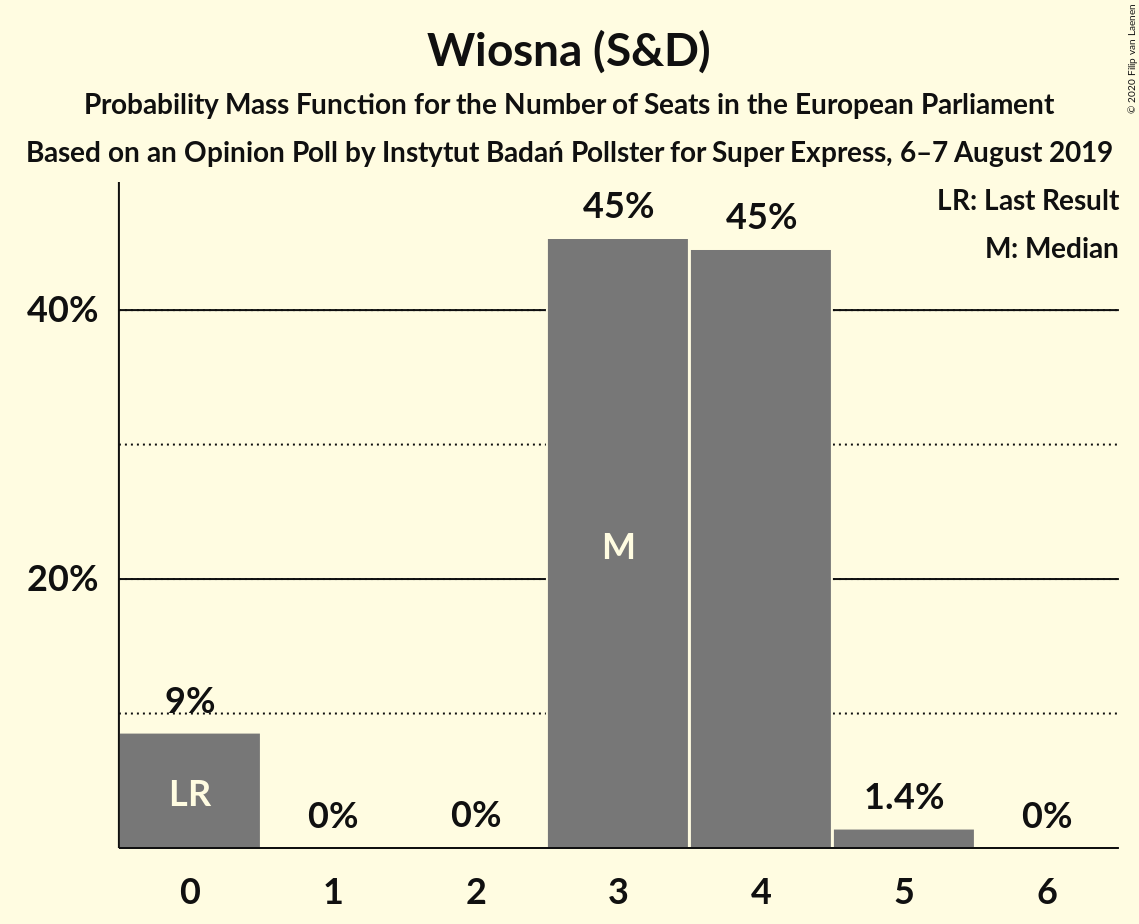 Wiosna (S&D)
Probability Mass Function for the Number of Seats in the European Parliament
Based on an Opinion Poll by Instytut Badań Pollster for Super Express, 6–7 August 2019
© 2020 Filip van Laenen
LR: Last Result
M: Median
45%
45%
40%
M
20%
9%
LR
0%
0%
1.4%
0%
0 1 2 3 4 5 6